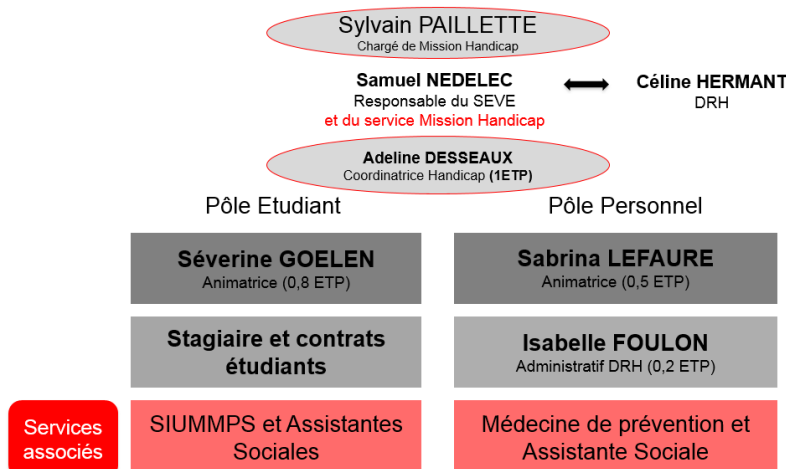 Sylvain PAILLETTE
Chargé de Mission Handicap
Samuel NEDELEC
Responsable du SEVE
et du service Mission Handicap
Céline HERMANT
DRH
Adeline DESSEAUX
Coordinatrice Handicap (1ETP)
Pôle Etudiant
Pôle Personnel
Séverine GOELEN
Animatrice (0,8 ETP)
Sabrina LEFAURE
Animatrice (0,5 ETP)
Stagiaire et contrats
étudiants
Isabelle FOULON
Administratif DRH (0,2 ETP)
Services
associés
SIUMMPS et Assistantes
Sociales
Médecine de prévention et
Assistante Sociale